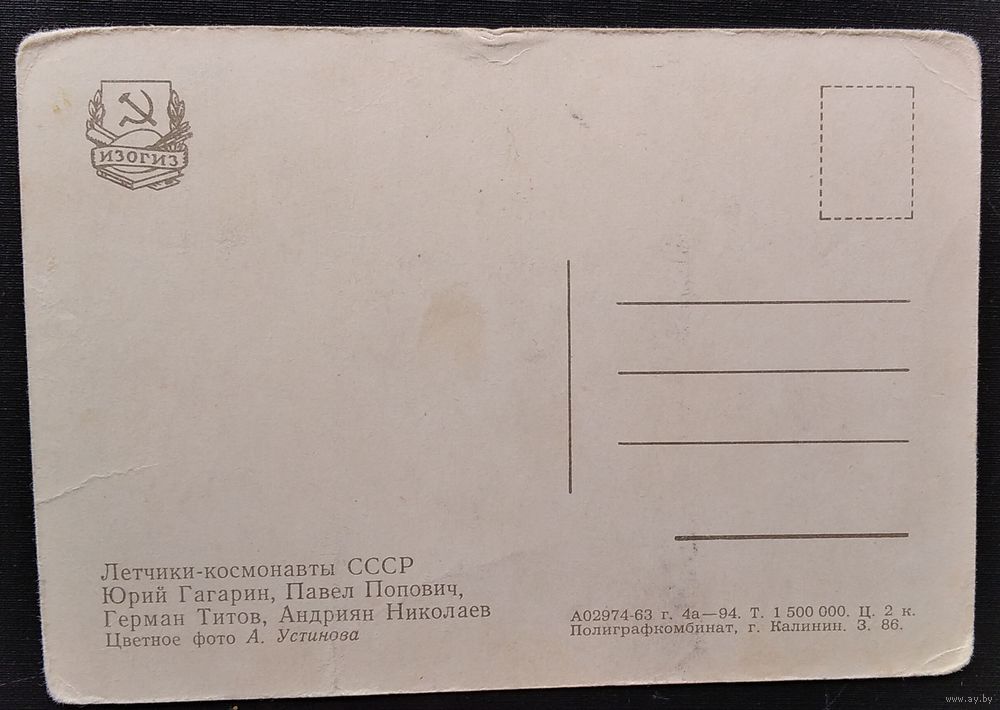 ИЗОГИЗ
Летчики-космонавты СССР
Юрий Гагарин, Павел Попович,
Герман Титов, Андриян Николаев
Цветное фото А. Устинова
А02974-63 г. 4а—94. Т. 1 500 000. Ц. 2 к.
Полиграфкомбинат, г. Калинин. З. 86.
www.ay.by